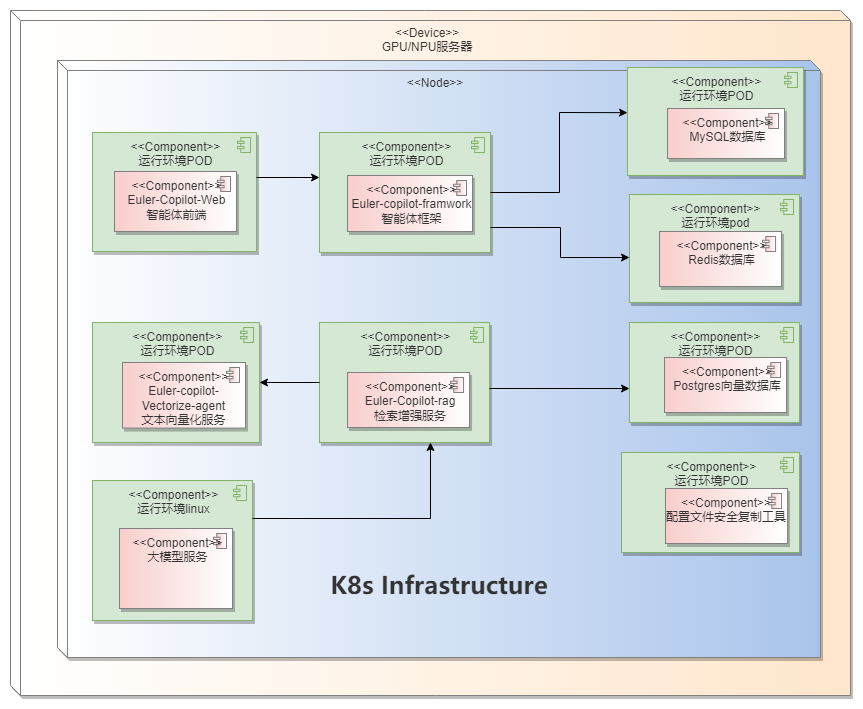 <<Device>>
GPU/NPU服务器
<<Node>>
<<Component>>
运行环境POD
<<Component>>
Euler-Copilot-Web
智能体前端
<<Component>>
运行环境POD
<<Component>>
Euler-copilot-framwork
智能体框架
<<Component>>
运行环境POD
<<Component>>
MySQL数据库
<<Component>>
运行环境pod
<<Component>>
Redis数据库
<<Component>>
运行环境POD
<<Component>>
Euler-copilot-
Vectorize-agent
文本向量化服务
<<Component>>
运行环境POD
<<Component>>
Euler-Copilot-rag
检索增强服务
<<Component>>
运行环境POD
<<Component>>
Postgres向量数据库
<<Component>>
运行环境POD
<<Component>>
配置文件安全复制工具
<<Component>>
运行环境linux
<<Component>>
大模型服务
K8s Infrastructure